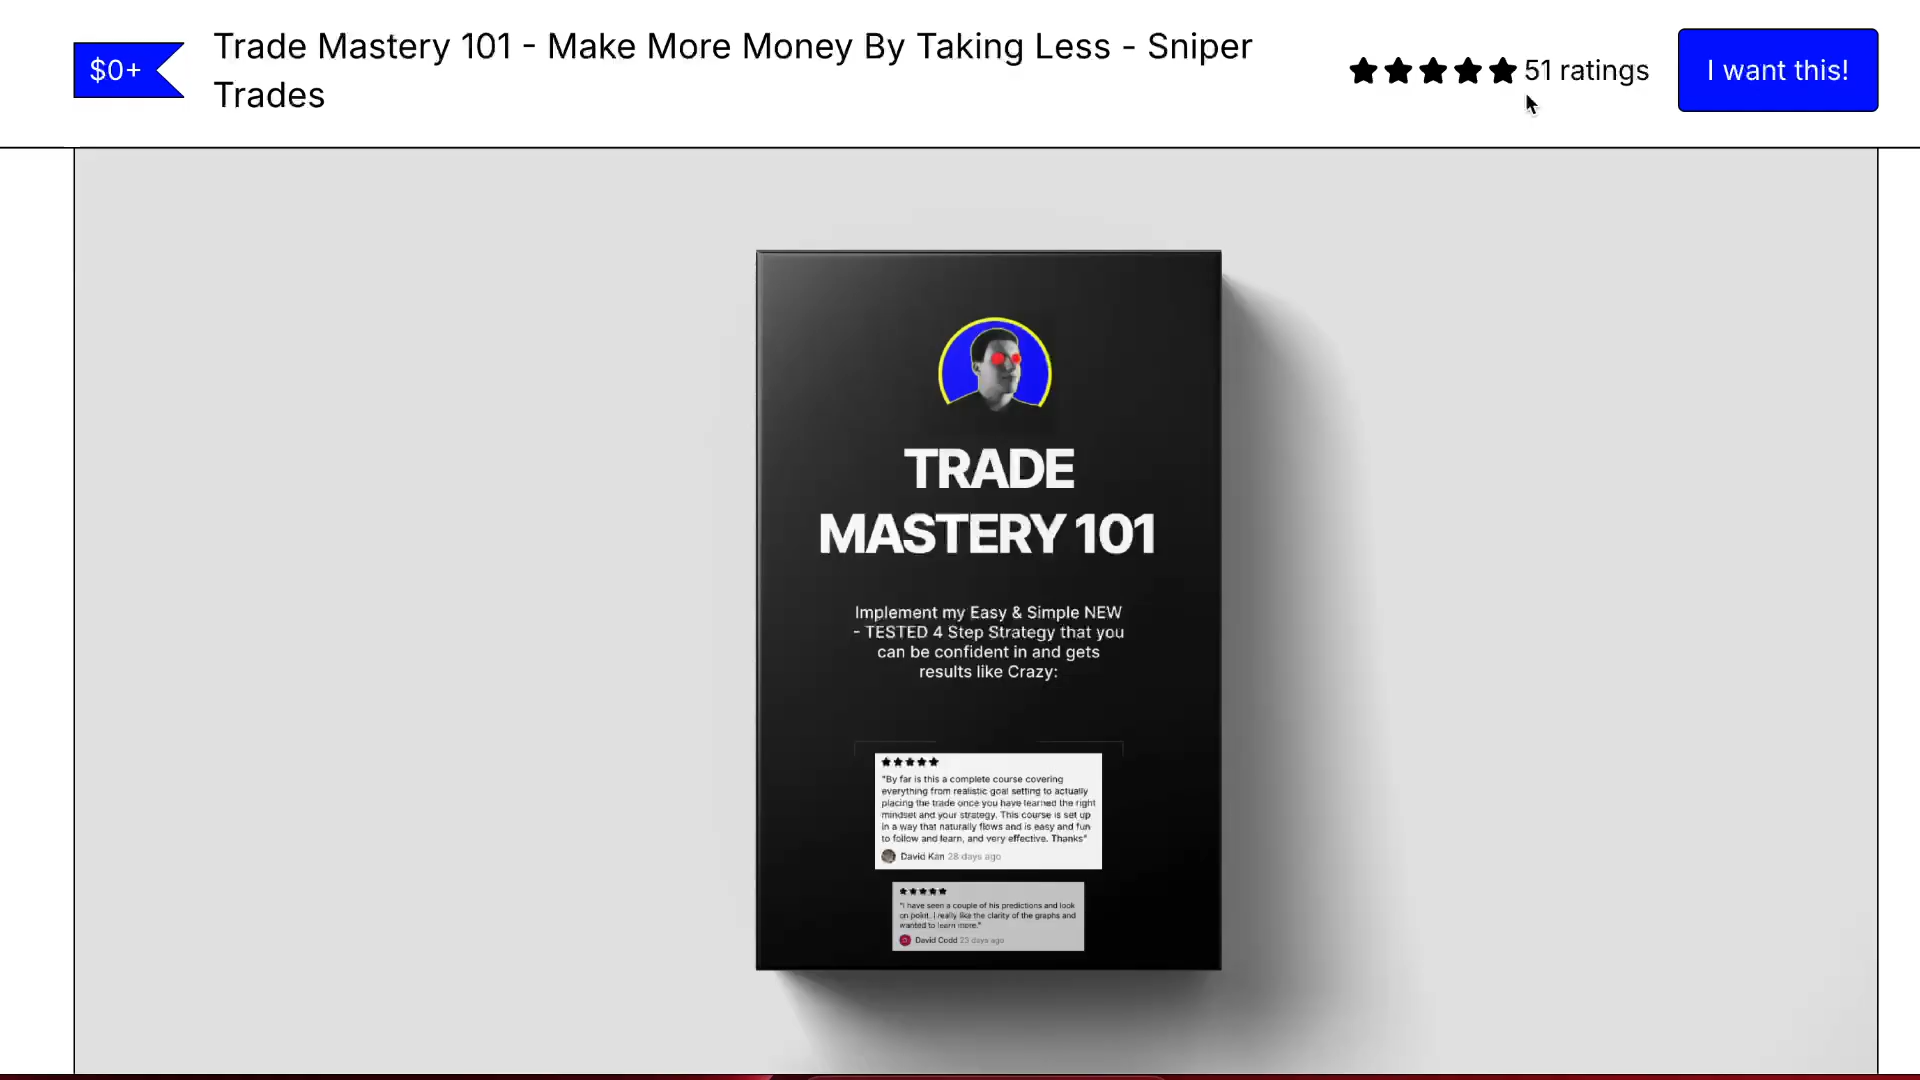 $0+
Trade Mastery 101 - Make More Money By Taking Less - Sniper
Trades
51 ratings
I want this!
TRADE
MASTERY 101
Implement my Easy & Simple NEW
- TESTED 4 Step Strategy that you
can be confident in and gets
results like Crazy:
"By far is this a complete course covering
everything from realistic goal setting to actually
placing the trade once you have learned the right
mindset and your strategy. This course is set up
in a way that naturally flows and is easy and fun
to follow and learn, and very effective. Thanks"
David Kan 28 days ago
"I have seen a couple of his predictions and look
on point. I really like the clarity of the graphs and
wanted to learn more."
David Codd 23 days ago